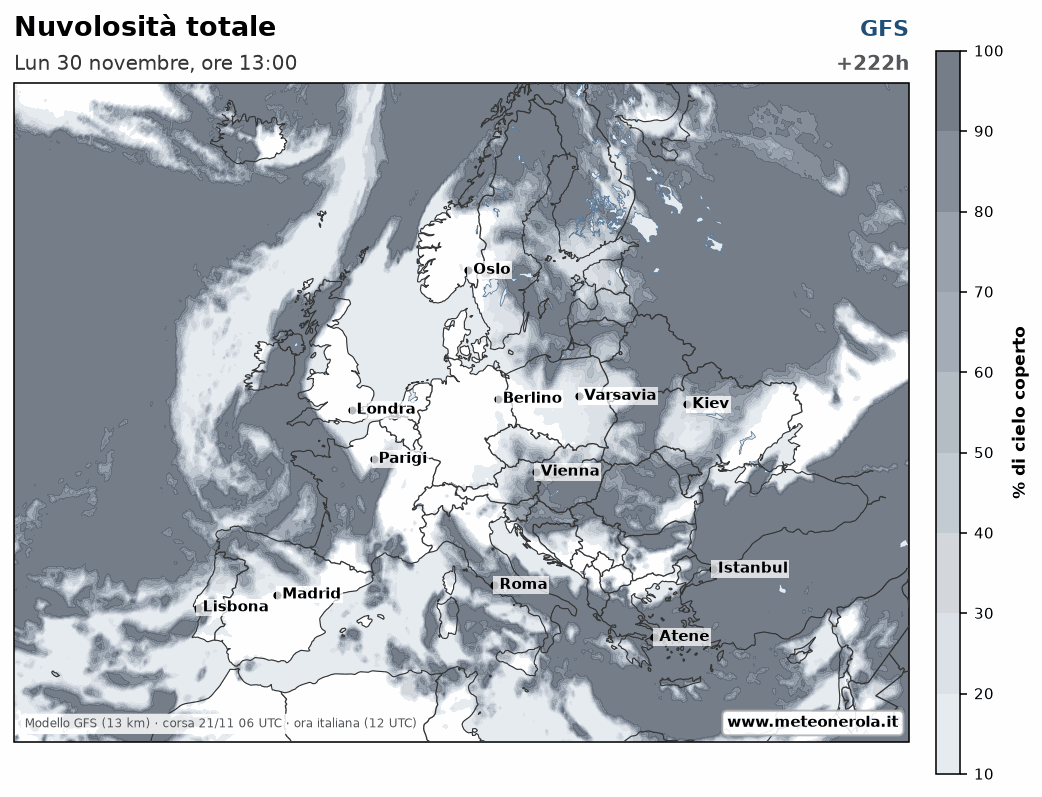 Nuvolosità totale
GFS
Lun 30 novembre, ore 13:00
+222h
100
90
80
70
60
50
40
30
20
10
% di cielo coperto
Oslo
Londra
Berlino
Varsavia
Kiev
Parigi
Vienna
Istanbul
Roma
Madrid
Lisbona
Atene
Modello GFS (13 km) · corsa 21/11 06 UTC · ora italiana (12 UTC)
www.meteonerola.it